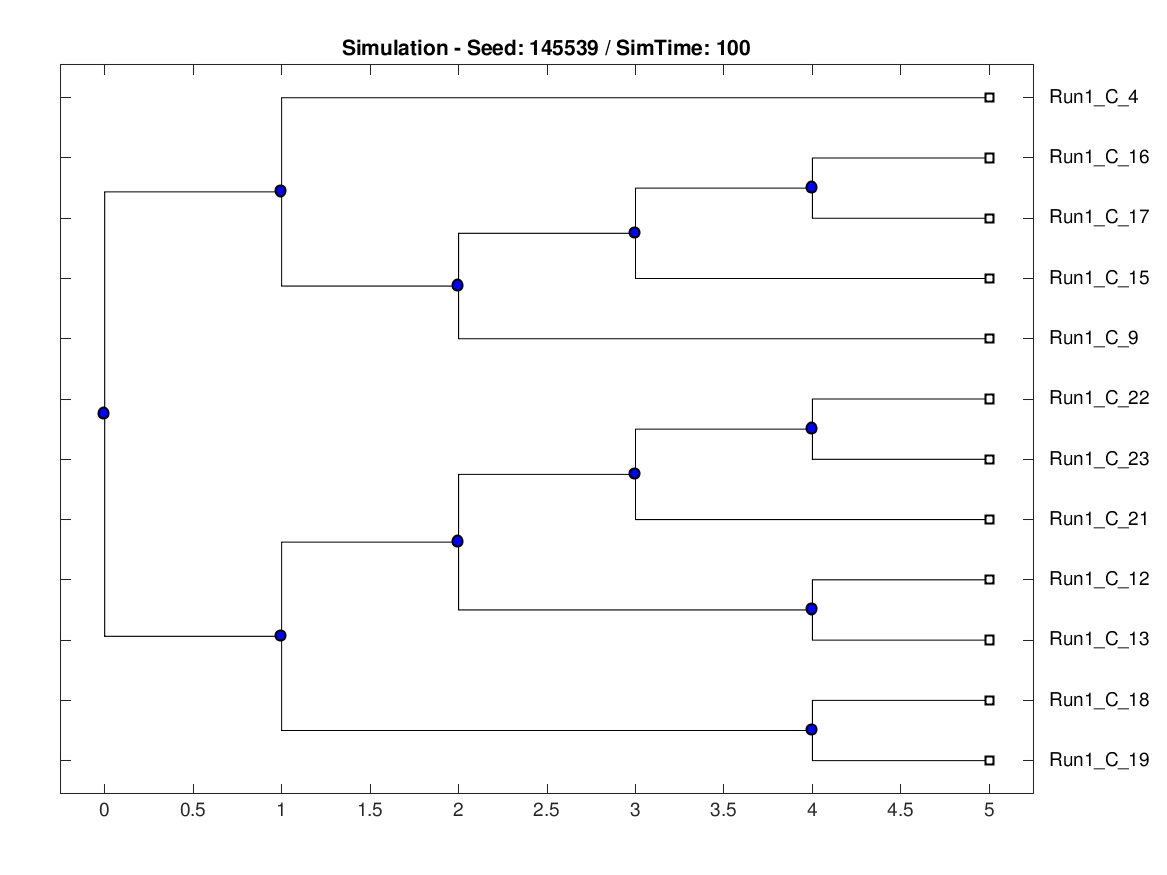 Simulation - Seed: 145539 / SimTime: 100
Run1_C_4
Run1_C_16
Run1_C_17
Run1_C_15
Run1_C_9
Run1_C_22
Run1_C_23
Run1_C_21
Run1_C_12
Run1_C_13
Run1_C_18
Run1_C_19
0 0.5 1 1.5 2 2.5 3 3.5 4 4.5 5